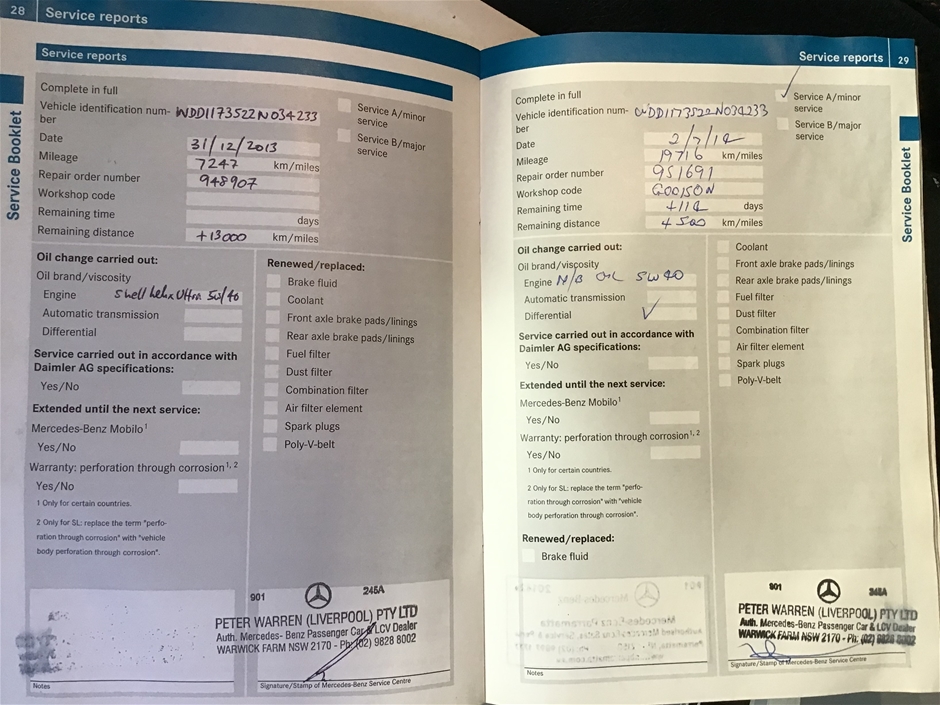 28 Service reports
Service reports
Service Booklet
Complete in full
Vehicle identification num- WDD1173522N034233
ber
Date 31/12/2013
Mileage 7247 km/miles
Repair order number 948907
Workshop code
Remaining time days
Remaining distance +13000 km/miles
Service A/minor
service
Service B/major
service
Oil change carried out:
Oil brand/viscosity
Engine Shell helix Ultra 5w/40
Automatic transmission
Differential
Service carried out in accordance with
Daimler AG specifications:
Yes/No
Extended until the next service:
Mercedes-Benz Mobilo¹
Yes/No
Warranty: perforation through corrosion¹, ²
Yes/No
1 Only for certain countries.
2 Only for SL: replace the term "perfo-
ration through corrosion" with "vehicle
body perforation through corrosion".
Renewed/replaced:
Brake fluid
Coolant
Front axle brake pads/linings
Rear axle brake pads/linings
Fuel filter
Dust filter
Combination filter
Air filter element
Spark plugs
Poly-V-belt
Notes
901 245A
PETER WARREN (LIVERPOOL) PTY LTD
Auth. Mercedes- Benz Passenger Car & LCV Dealer
WARWICK FARM NSW 2170 - Ph: (02) 9828 8002
Signature/Stamp of Mercedes-Benz Service Centre
Service reports 29
Service Booklet
Complete in full
Vehicle identification num- WDD1173522N034233
ber
Date 2/7/14
Mileage 19716 km/miles
Repair order number 951691
Workshop code
Remaining time +114 days
Remaining distance 4500 km/miles
✓ Service A/minor
service
Service B/major
service
Oil change carried out:
Oil brand/viscosity
Engine M/B OIL 5W40
Automatic transmission
Differential ✓
Service carried out in accordance with
Daimler AG specifications:
Yes/No
Extended until the next service:
Mercedes-Benz Mobilo¹
Yes/No
Warranty: perforation through corrosion¹, ²
Yes/No
1 Only for certain countries.
2 Only for SL: replace the term "perfo-
ration through corrosion" with "vehicle
body perforation through corrosion".
Renewed/replaced:
Brake fluid
Coolant
Front axle brake pads/linings
Rear axle brake pads/linings
Fuel filter
Dust filter
Combination filter
Air filter element
Spark plugs
Poly-V-belt
Notes
901 245A
PETER WARREN (LIVERPOOL) PTY LTD
Auth. Mercedes-Benz Passenger Car & LCV Dealer
WARWICK FARM NSW 2170 - Ph: (02) 9828 8002
Signature/Stamp of Mercedes-Benz Service Centre